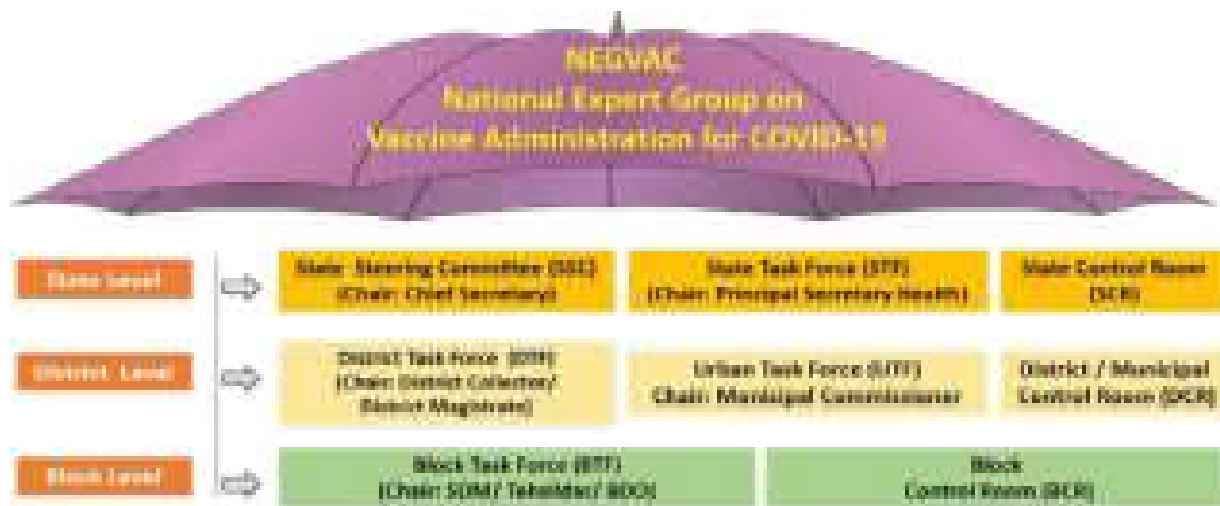 NEGVAC
National Expert Group on
Vaccine Administration for COVID-19
State Level
State Steering Committee (SSC)
(Chair: Chief Secretary)
State Task Force (STF)
(Chair: Principal Secretary Health)
State Control Room
(SCR)
District Level
District Task Force (DTF)
(Chair: District Collector/
District Magistrate)
Urban Task Force (UTF)
Chair: Municipal Commissioner
District / Municipal
Control Room (DCR)
Block Level
Block Task Force (BTF)
(Chair: SDM/ Tehsildar/ BDO)
Block
Control Room (BCR)